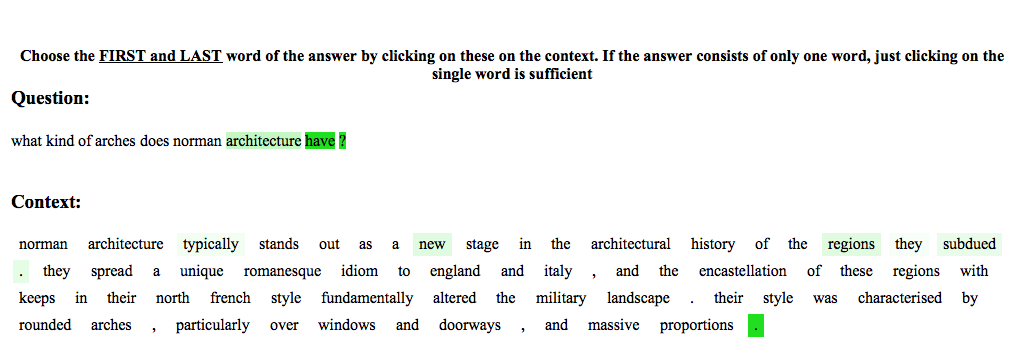 Choose the FIRST and LAST word of the answer by clicking on these on the context. If the answer consists of only one word, just clicking on the
single word is sufficient
Question:
what kind of arches does norman architecture have ?
Context:
norman architecture typically stands out as a new stage in the architectural history of the regions they subdued
. they spread a unique romanesque idiom to england and italy , and the encastellation of these regions with
keeps in their north french style fundamentally altered the military landscape . their style was characterised by
rounded arches , particularly over windows and doorways , and massive proportions .